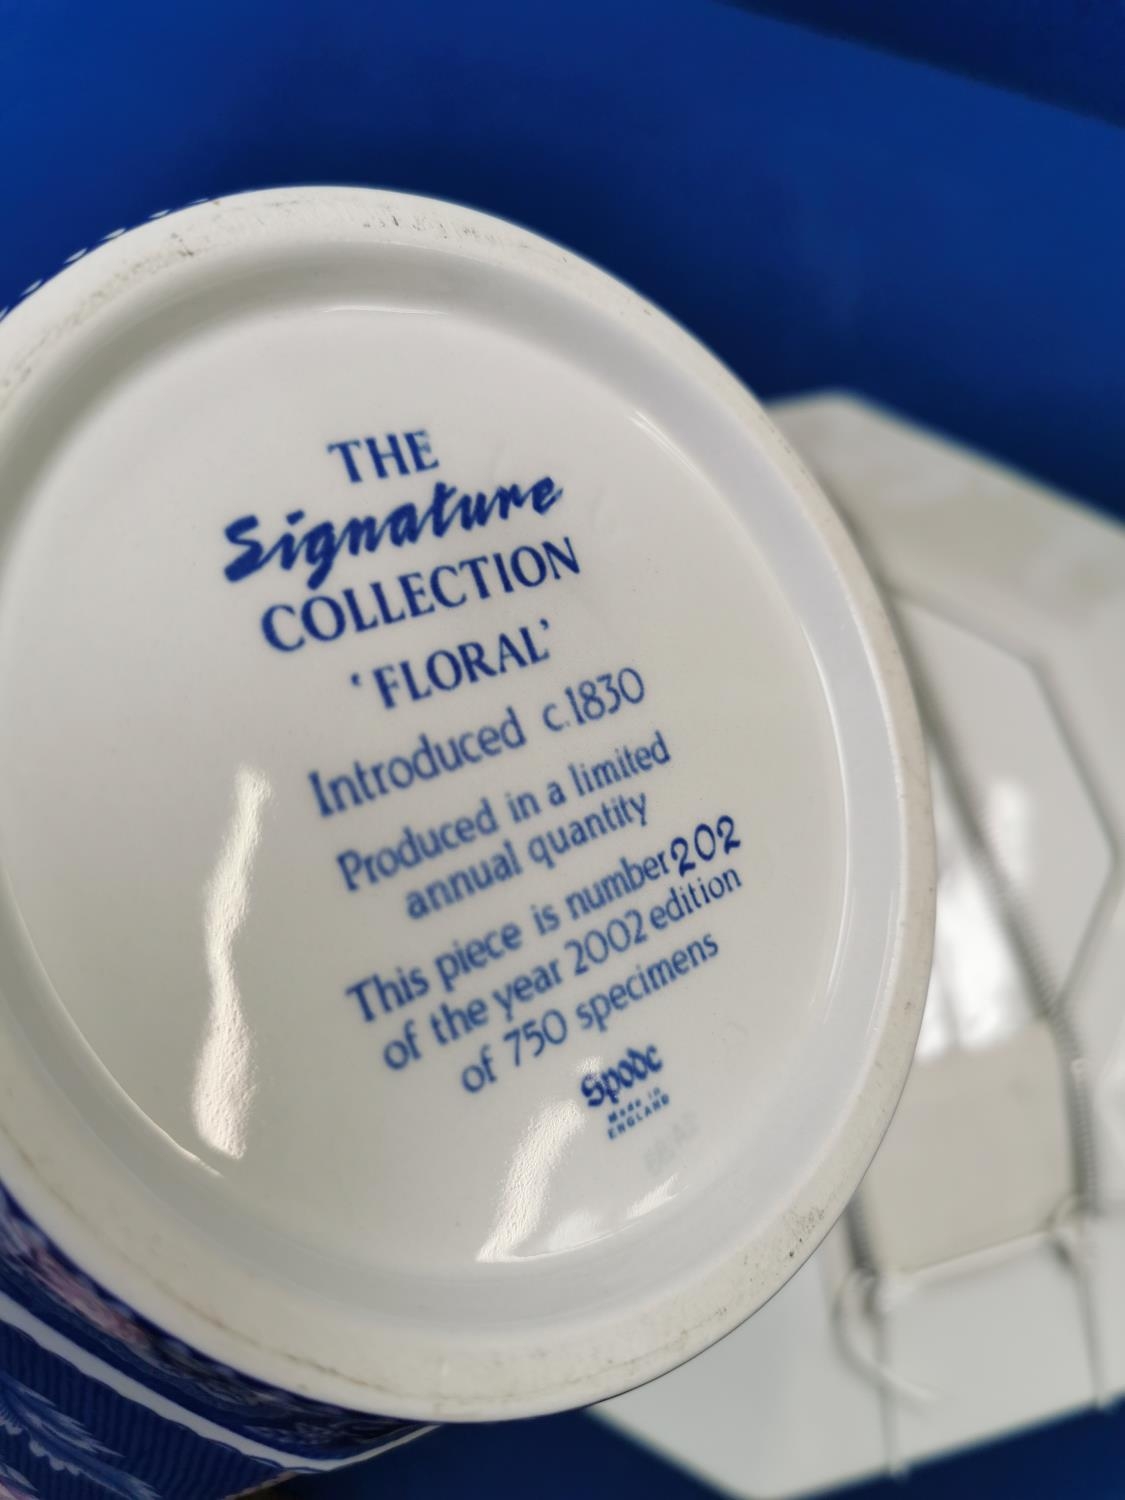 THE
Signature
COLLECTION
'FLORAL'
Introduced c.1830
Produced in a limited
annual quantity
This piece is number 202
of the year 2002 edition
of 750 specimens
Spode
Made in
ENGLAND